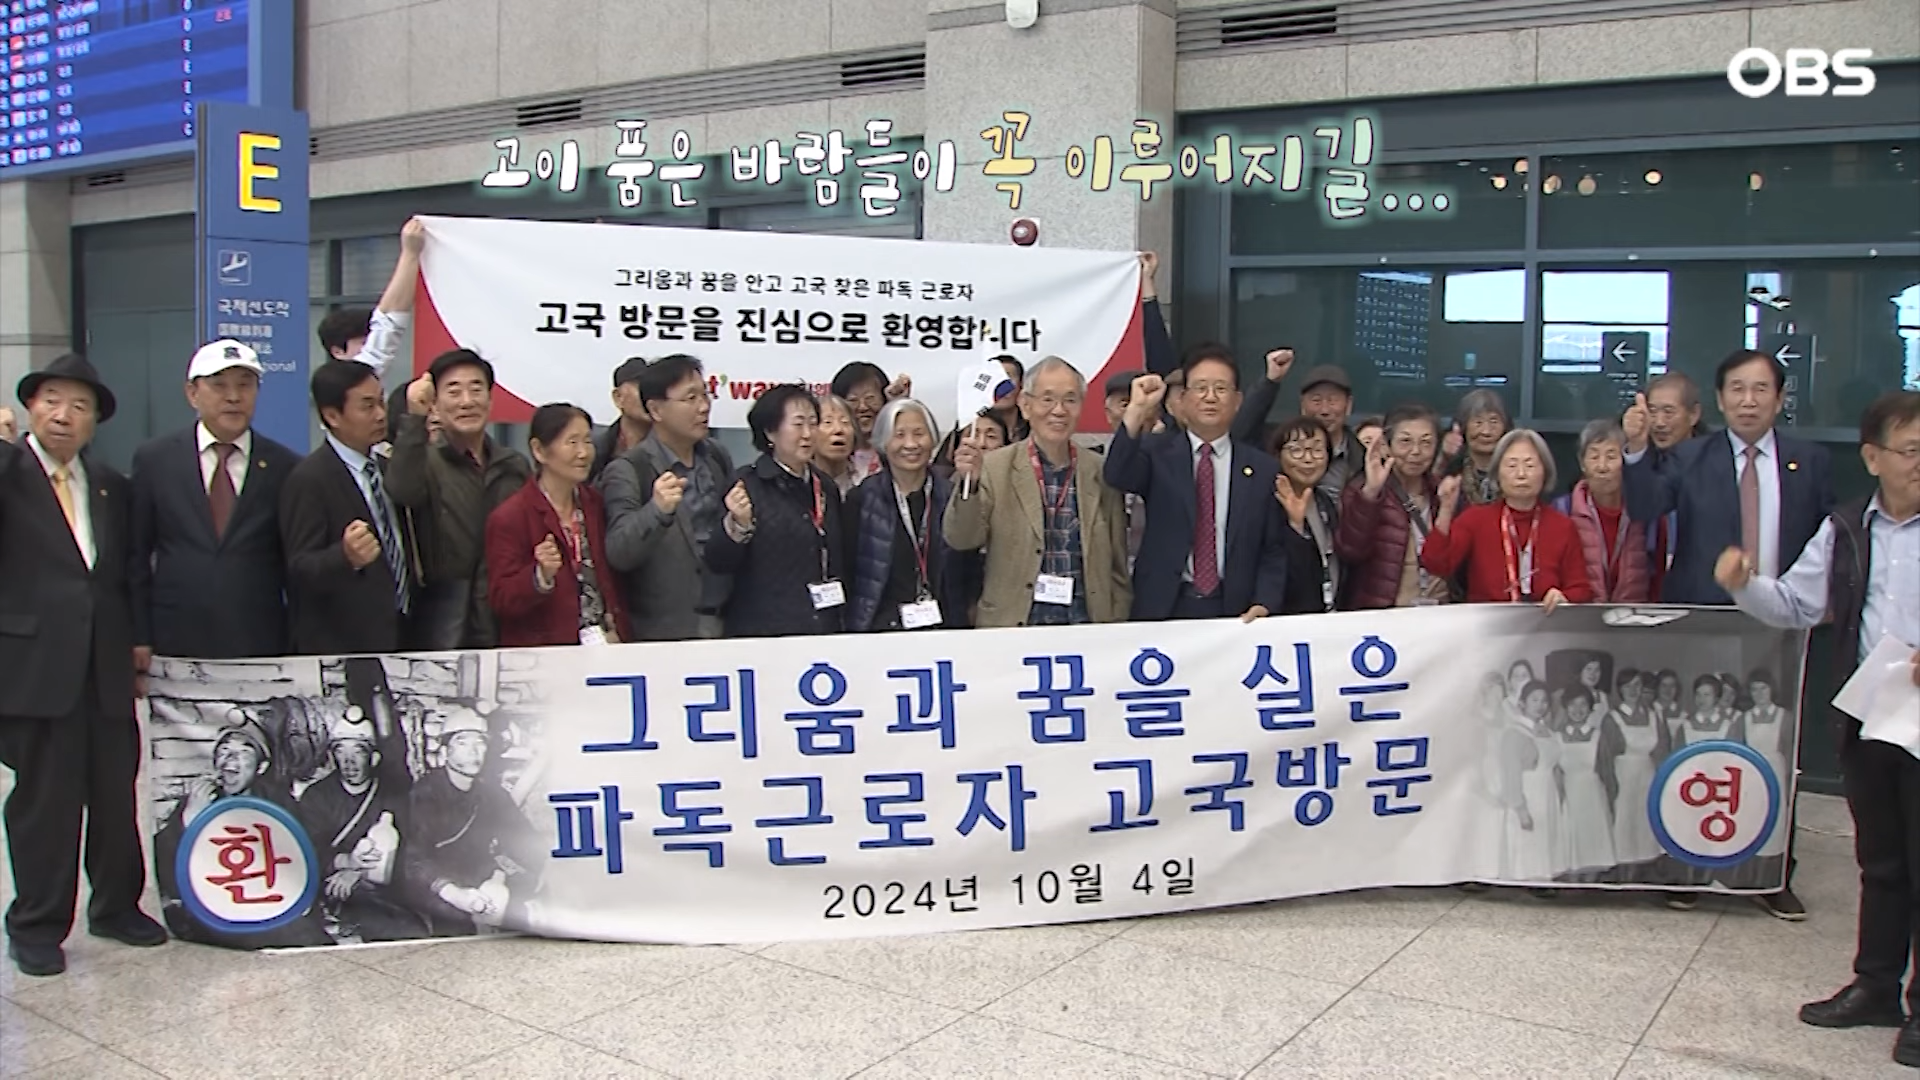 OBS
고이 품은 바람들이 꼭 이루어지길...
E
국제선도착
그리움과 꿈을 안고 고국 찾은 파독 근로자
고국 방문을 진심으로 환영합니다
t'way
그리움과 꿈을 실은
파독근로자 고국방문
2024년 10월 4일
환
영